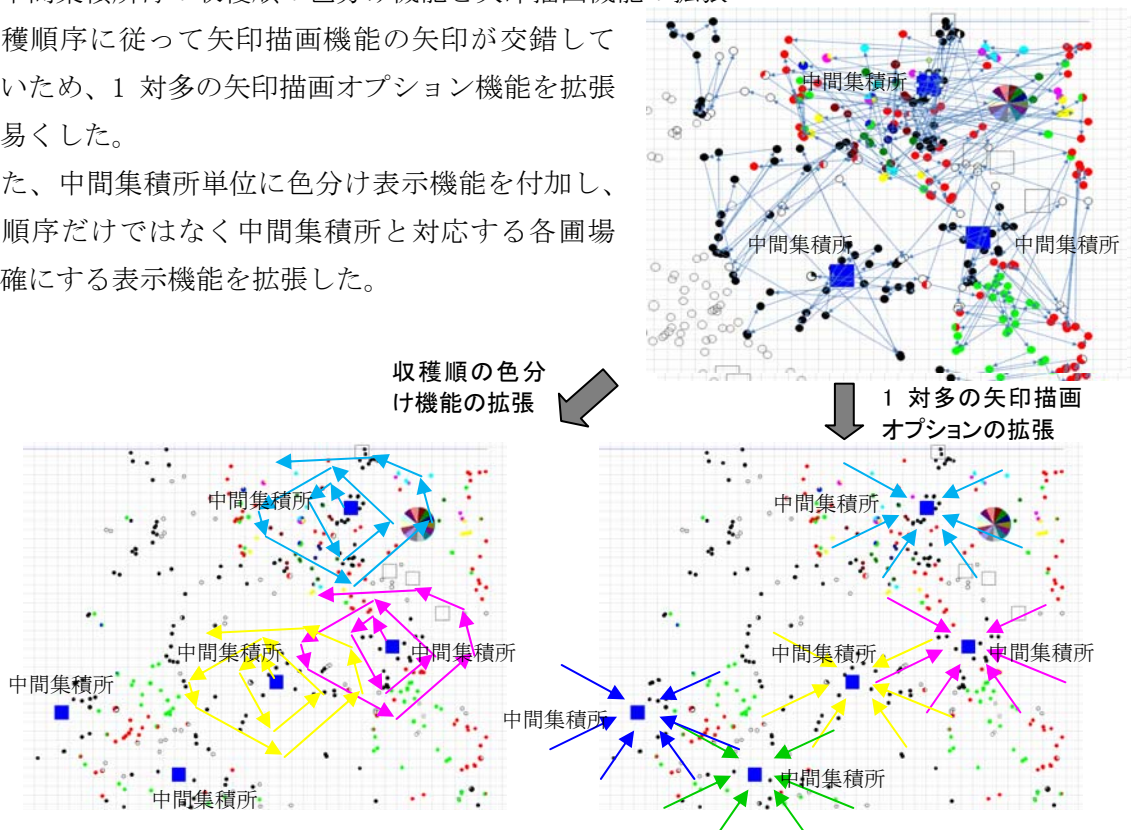 穫順序に従って矢印描画機能の矢印が交錯して
いため、1 対多の矢印描画オプション機能を拡張
易くした。
た、中間集積所単位に色分け表示機能を付加し、
順序だけではなく中間集積所と対応する各圃場
確にする表示機能を拡張した。
中間集積所
中間集積所
中間集積所
収穫順の色分
け機能の拡張
1 対多の矢印描画
オプションの拡張
中間集積所
中間集積所
中間集積所
中間集積所
中間集積所
中間集積所
中間集積所
中間集積所
中間集積所
中間集積所